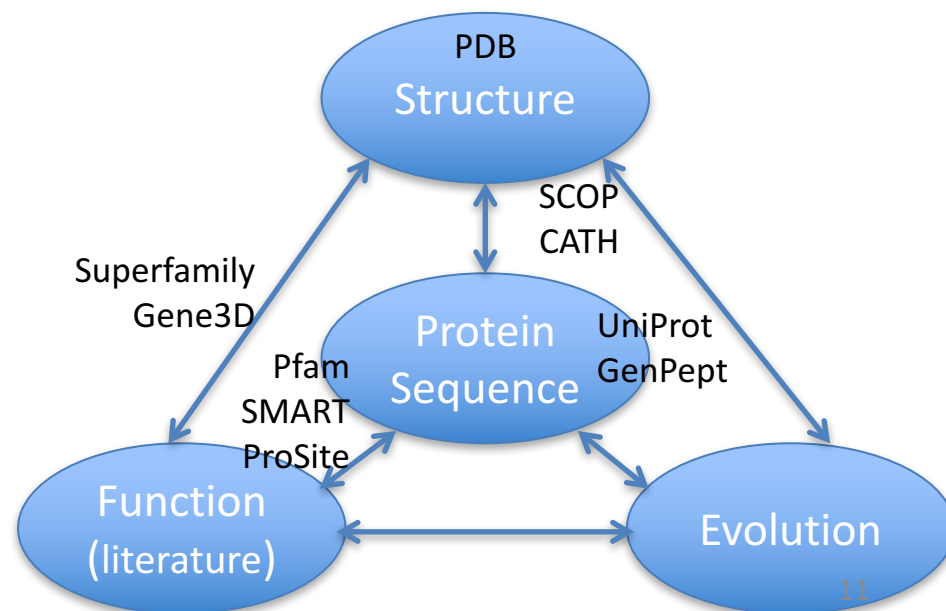 PDB
Structure
SCOP
CATH
Superfamily
Gene3D
Protein
Sequence
UniProt
GenPept
Pfam
SMART
ProSite
Function
(literature)
Evolution
11